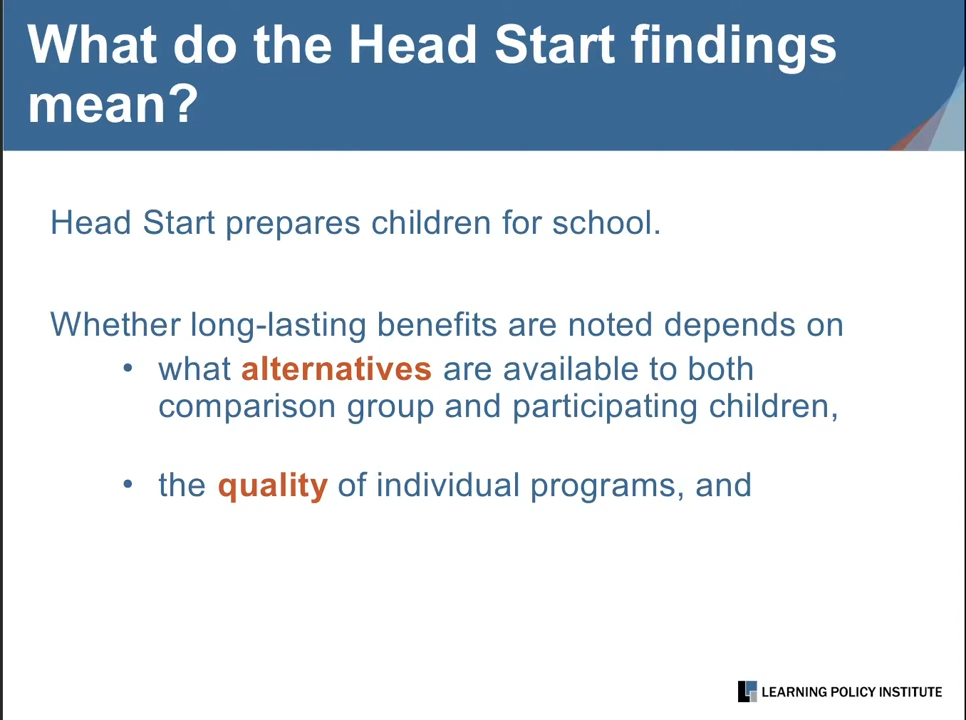 What do the Head Start findings
mean?
Head Start prepares children for school.
Whether long-lasting benefits are noted depends on
• what alternatives are available to both
comparison group and participating children,
• the quality of individual programs, and
LEARNING POLICY INSTITUTE